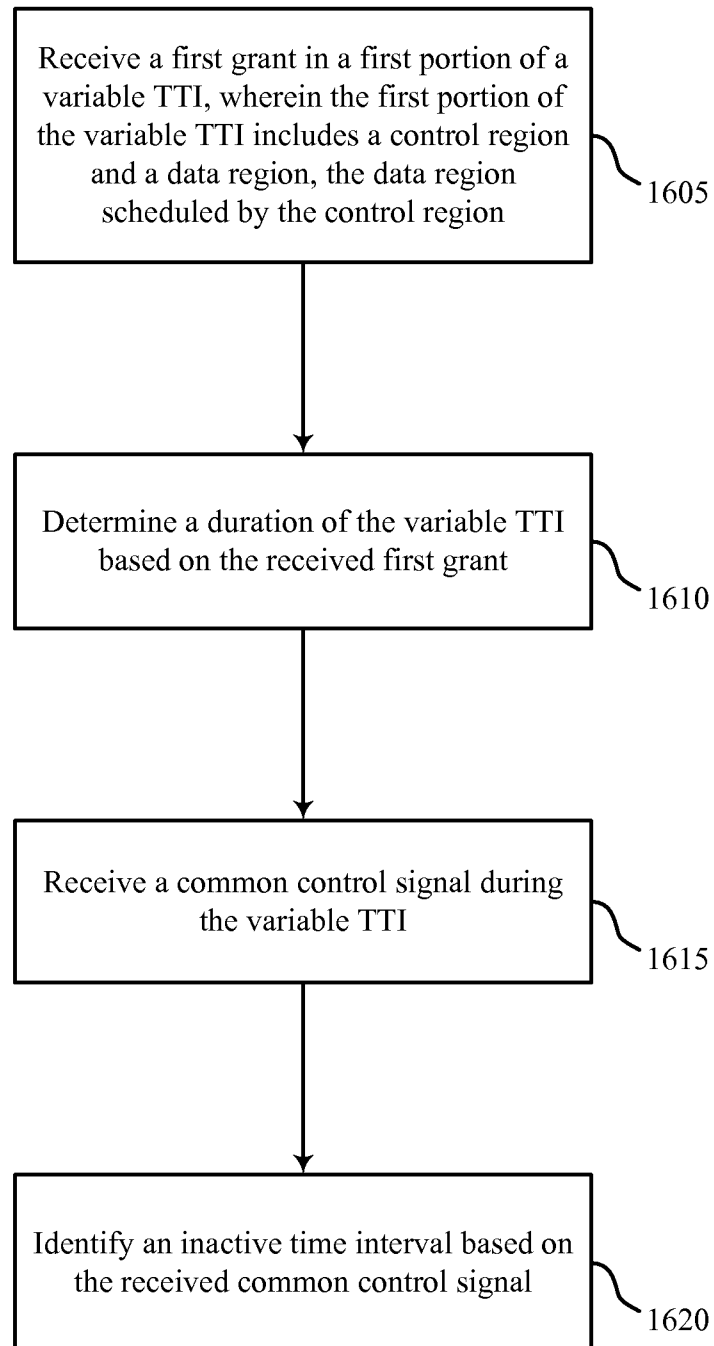 Receive a first grant in a first portion of a
variable TTI, wherein the first portion of
the variable TTI includes a control region
and a data region, the data region
scheduled by the control region
1605
Determine a duration of the variable TTI
based on the received first grant
1610
Receive a common control signal during
the variable TTI
1615
Identify an inactive time interval based on
the received common control signal
1620